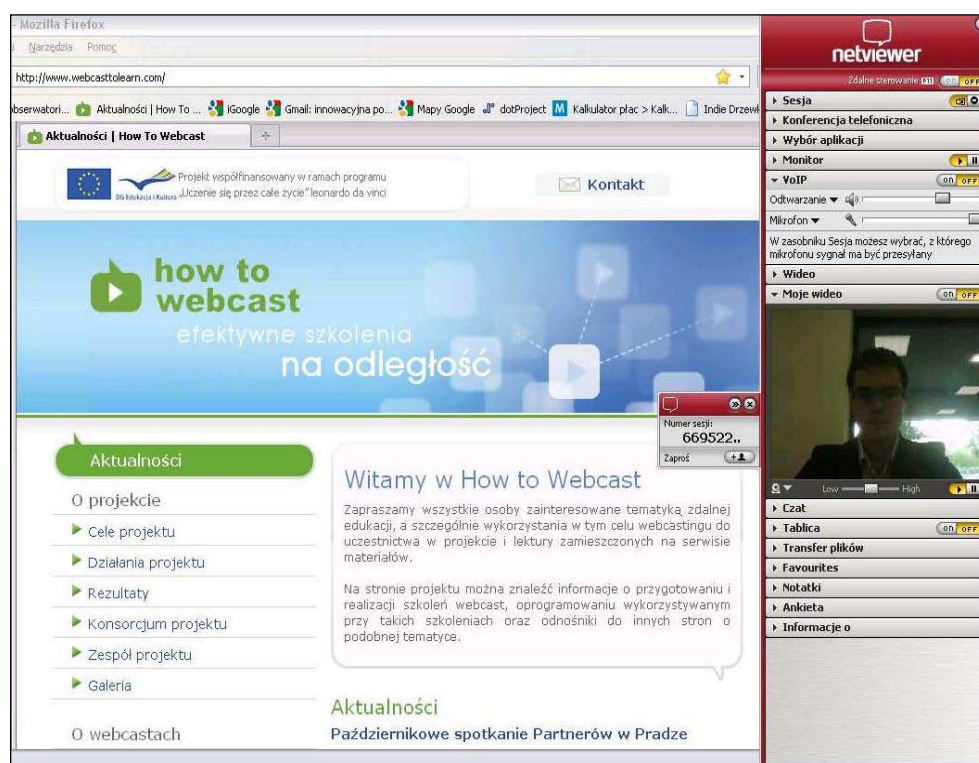 - Mozilla Firefox
Narzędzia Pomoc
http://www.webcasttolearn.com/
obserwatori... Aktualności | How To ... iGoogle Gmail: innowacyjna po... Mapy Google dotProject Kalkulator płac > Kalk... Indie Drzew
Aktualności | How To Webcast
Projekt współfinansowany w ramach programu
„Uczenie się przez całe życie” leonardo da vinci
DG Edukacja i Kultura
Kontakt
how to
webcast
efektywne szkolenia
na odległość
Aktualności
O projekcie
Cele projektu
Działania projektu
Rezultaty
Konsorcjum projektu
Zespół projektu
Galeria
O webcastach
Witamy w How to Webcast
Zapraszamy wszystkie osoby zainteresowane tematyką zdalnej
edukacji, a szczególnie wykorzystania w tym celu webcastingu do
uczestnictwa w projekcie i lektury zamieszczonych na serwisie
materiałów.
Na stronie projektu można znaleźć informacje o przygotowaniu i
realizacji szkoleń webcast, oprogramowaniu wykorzystywanym
przy takich szkoleniach oraz odnośniki do innych stron o
podobnej tematyce.
Aktualności
Październikowe spotkanie Partnerów w Pradze
Numer sesji:
669522..
Zaproś
netviewer
Zdalne sterowanie F11 on OFF
Sesja
Konferencja telefoniczna
Wybór aplikacji
Monitor
VoIP on OFF
Odtwarzanie
Mikrofon
W zasobniku Sesja możesz wybrać, z którego
mikrofonu sygnał ma być przesyłany
Wideo
Moje wideo on OFF
Low High
Czat
Tablica on OFF
Transfer plików
Favourites
Notatki
Ankieta
Informacje o